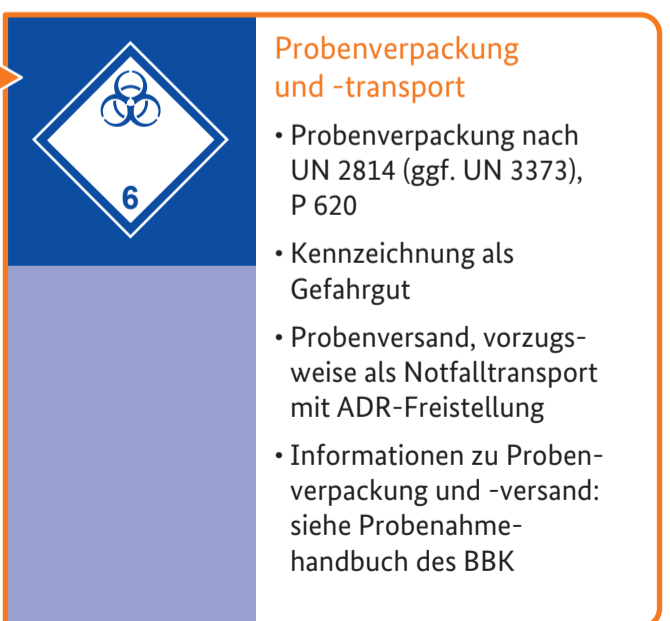 6
Probenverpackung
und -transport
• Probenverpackung nach
UN 2814 (ggf. UN 3373),
P 620
• Kennzeichnung als
Gefahrgut
• Probenversand, vorzugs-
weise als Notfalltransport
mit ADR-Freistellung
• Informationen zu Proben-
verpackung und -versand:
siehe Probenahme-
handbuch des BBK